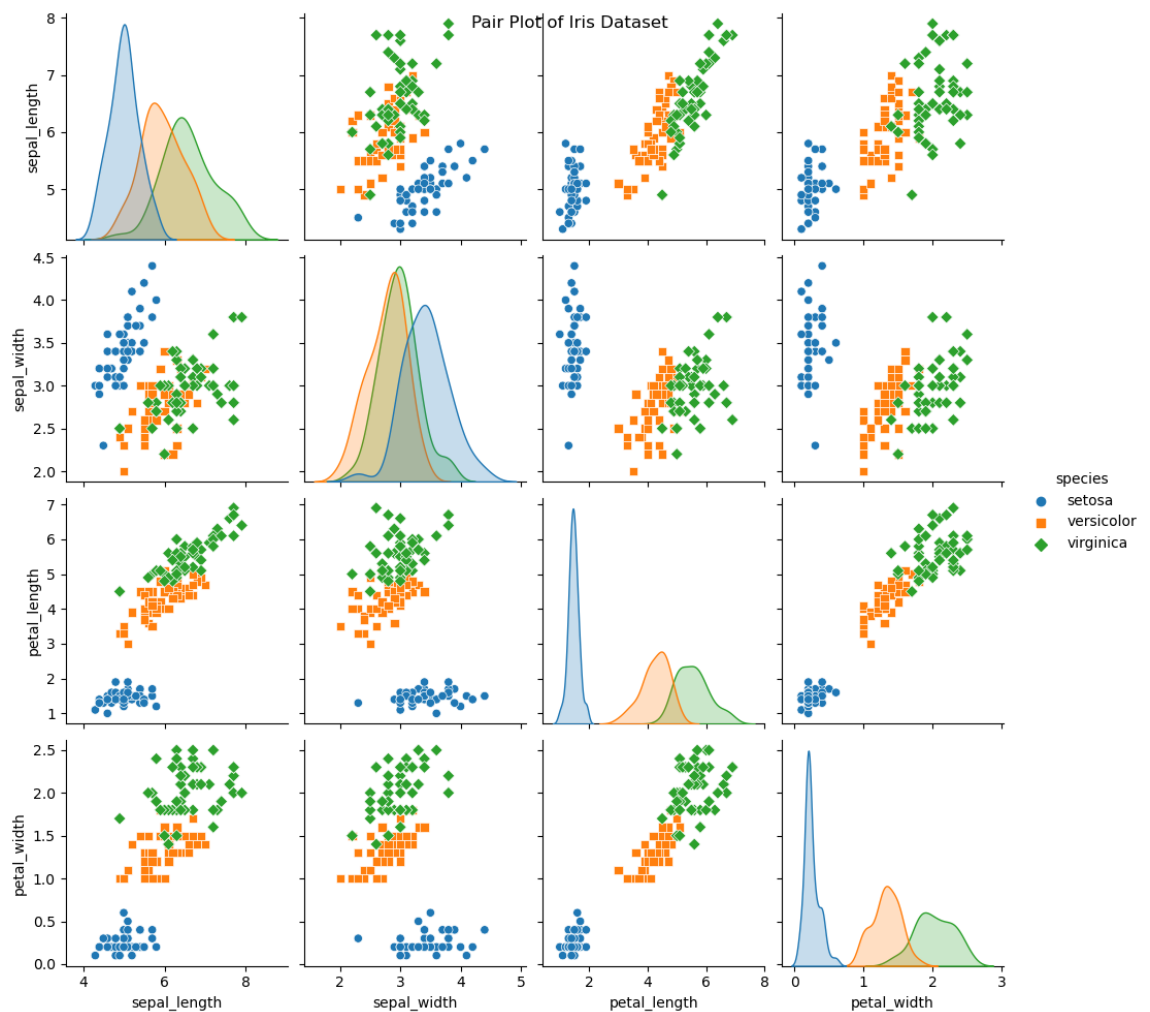 Pair Plot of Iris Dataset
8
7
6
5
sepal_length
4 6 8
4.5
4.0
3.5
3.0
2.5
2.0
sepal_width
7
6
5
4
3
2
1
petal_length
2.5
2.0
1.5
1.0
0.5
0.0
petal_width
4 6 8
sepal_length
2 3 4 5
sepal_width
2 4 6 8
petal_length
0 1 2 3
petal_width
species
setosa
versicolor
virginica